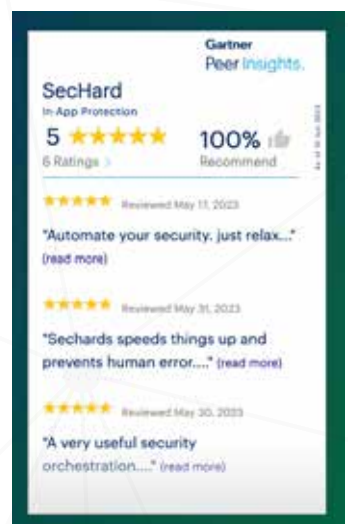 Gartner
Peer Insights.
SecHard
In-App Protection
5
100%
6 Ratings
Recommend
Reviewed May 17, 2023
"Automate your security. just relax..."
(read more)
Reviewed May 31, 2023
"Sechards speeds things up and
prevents human error...." (read more)
Reviewed May 30, 2023
"A very useful security
orchestration...." (read more)